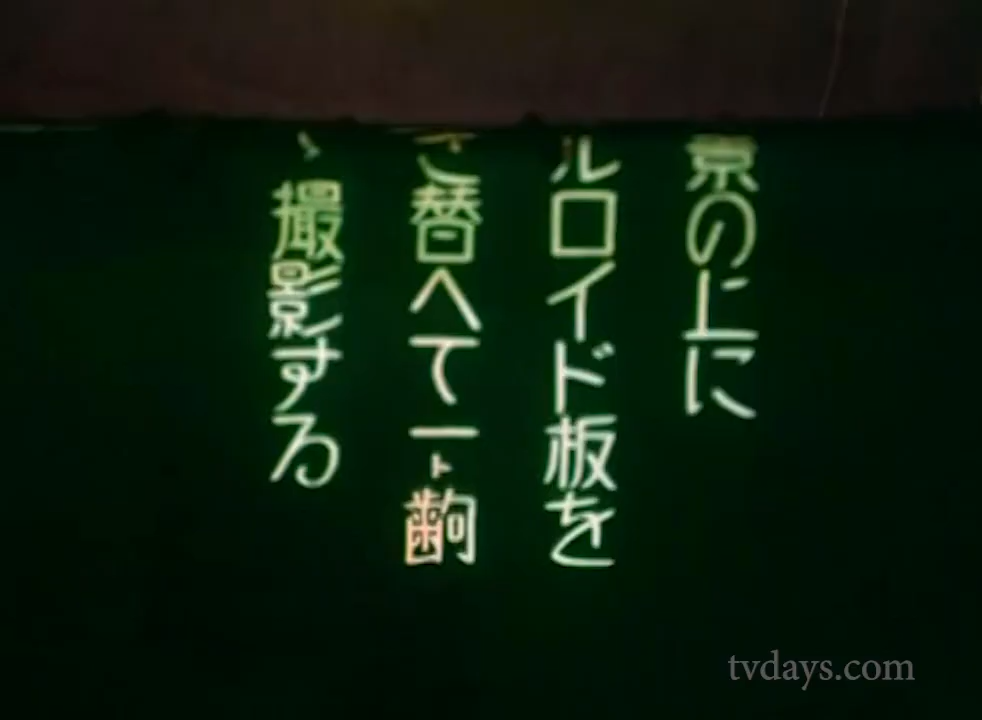 景の上に
ルロイド板を
き替へて一ト齣
、撮影する
tvdays.com